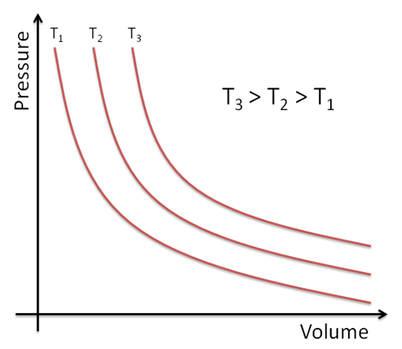 T₁ T₂ T₃
Pressure
T₃ > T₂ > T₁
Volume